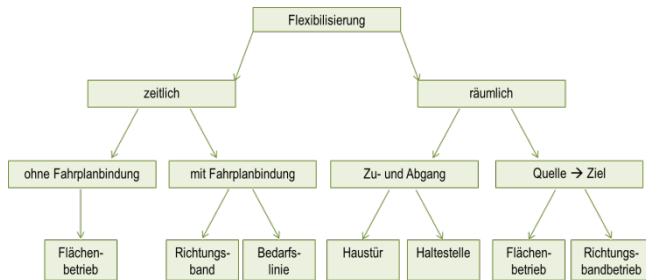 Flexibilisierung
zeitlich
räumlich
ohne Fahrplanbindung
mit Fahrplanbindung
Zu- und Abgang
Quelle → Ziel
Flächen-
betrieb
Richtungs-
band
Bedarfs-
linie
Haustür
Haltestelle
Flächen-
betrieb
Richtungs-
bandbetrieb